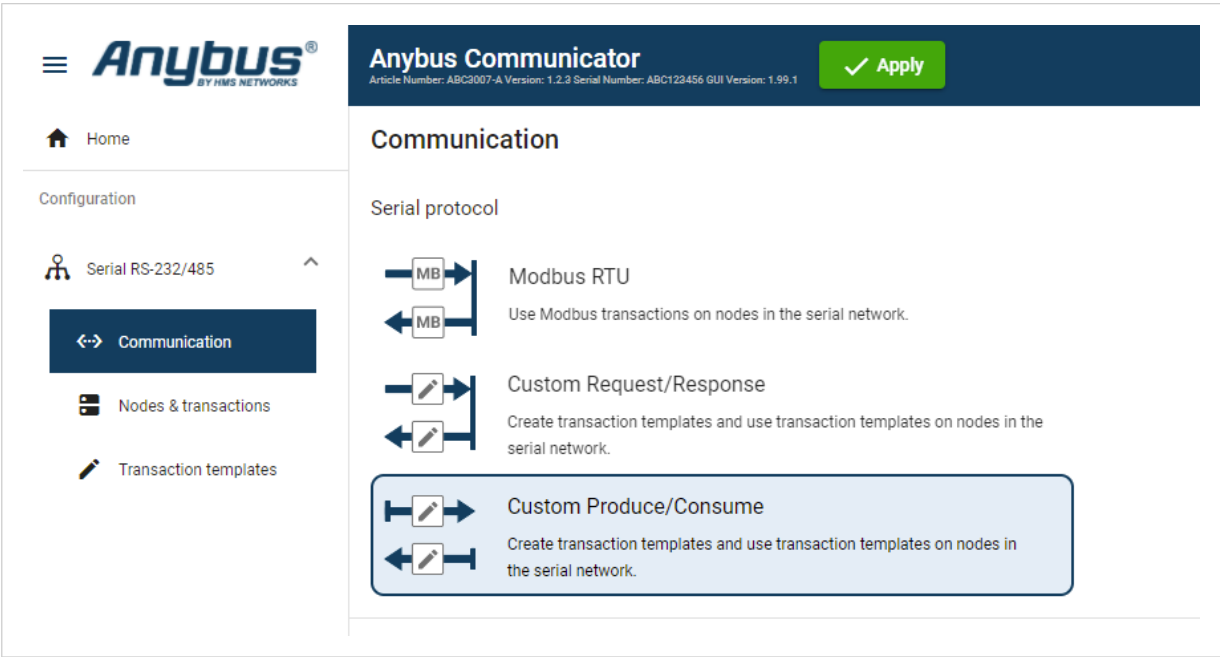 Anybus®
BY HMS NETWORKS
Anybus Communicator
Article Number: ABC3007-A Version: 1.2.3 Serial Number: ABC123456 GUI Version: 1.99.1
Apply
Home
Configuration
Serial RS-232/485
Communication
Nodes & transactions
Transaction templates
Communication
Serial protocol
MB
MB
Modbus RTU
Use Modbus transactions on nodes in the serial network.
Custom Request/Response
Create transaction templates and use transaction templates on nodes in the
serial network.
Custom Produce/Consume
Create transaction templates and use transaction templates on nodes in
the serial network.